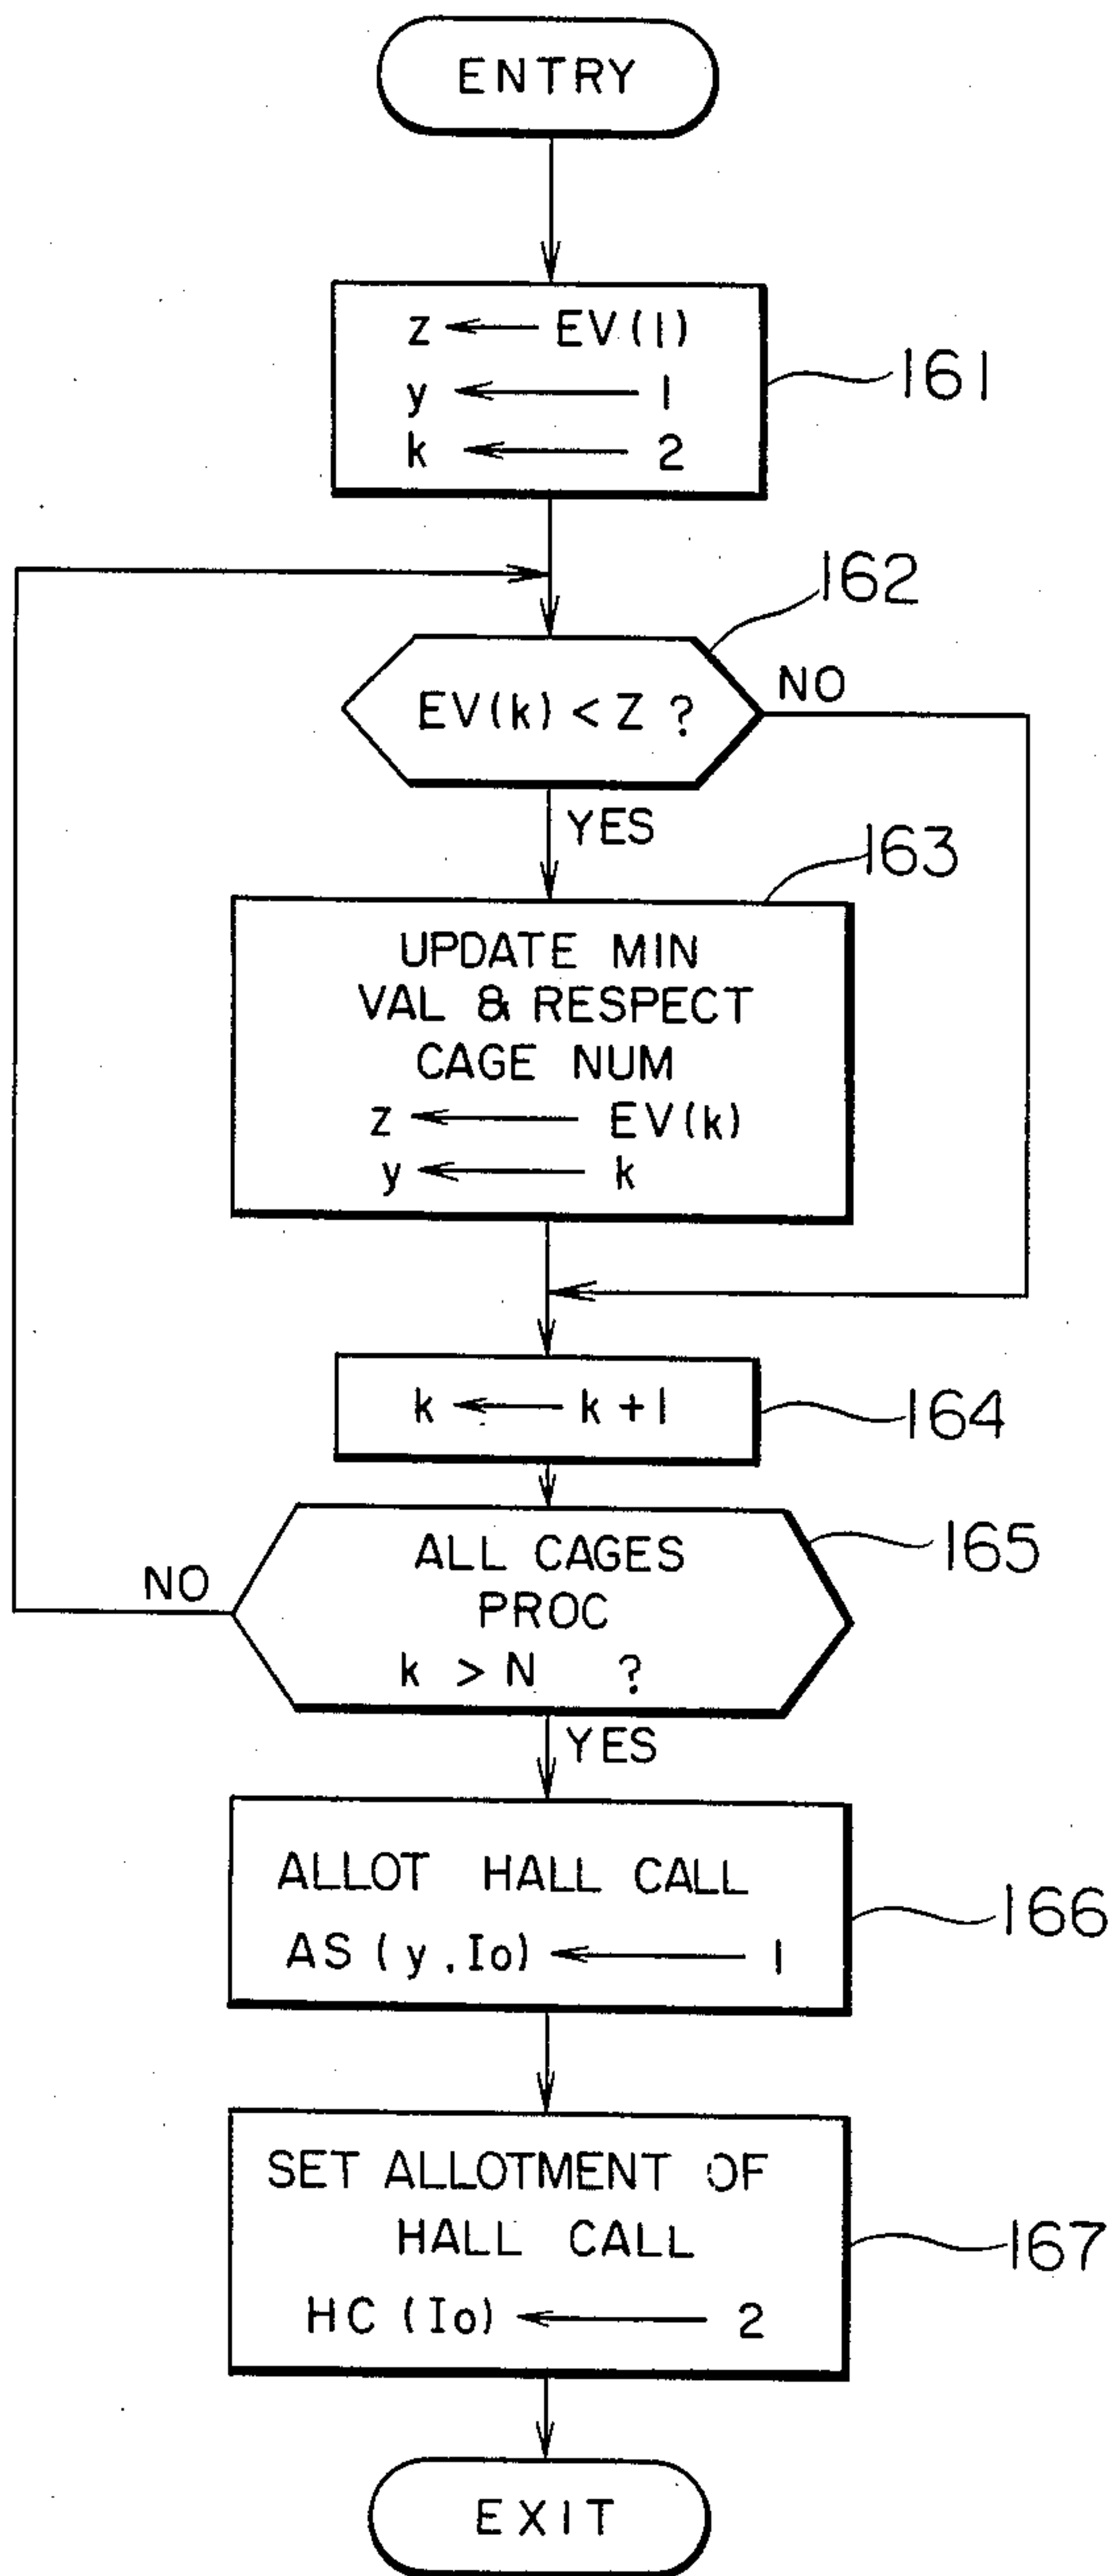 ENTRY
z ← EV(1)
y ← 1
k ← 2
161
162
EV(k) < Z ?
NO
YES
163
UPDATE MIN
VAL & RESPECT
CAGE NUM
z ← EV(k)
y ← k
k ← k+1
164
ALL CAGES
PROC
k > N ?
165
NO
YES
ALLOT HALL CALL
AS (y, Io) ← 1
166
SET ALLOTMENT OF
HALL CALL
HC (Io) ← 2
167
EXIT